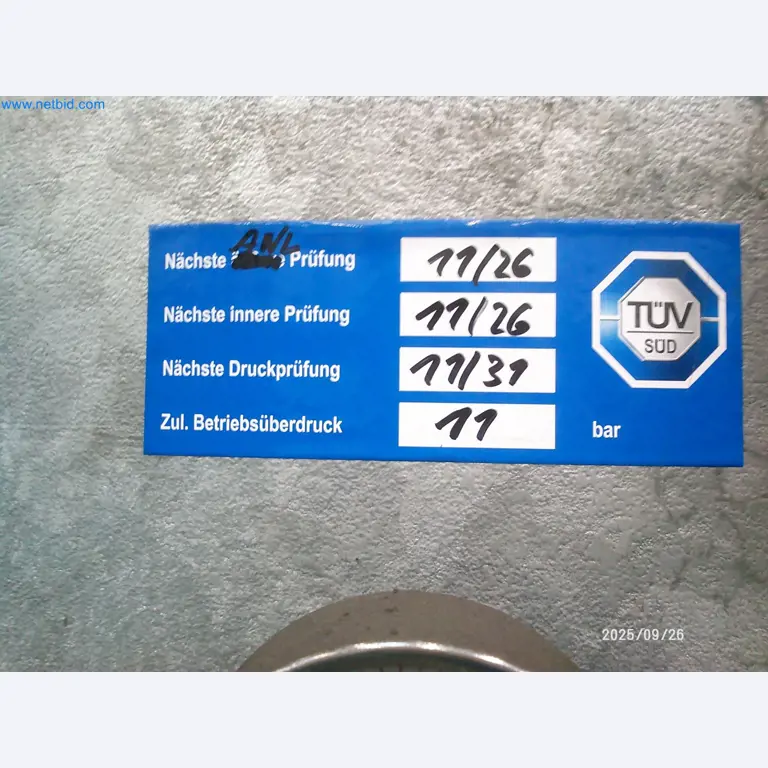 www.netbid.com
ANL
Nächste Prüfung 11/26
Nächste innere Prüfung 11/26
Nächste Druckprüfung 11/31
Zul. Betriebsüberdruck 11 bar
TÜV
SÜD
2025/09/26